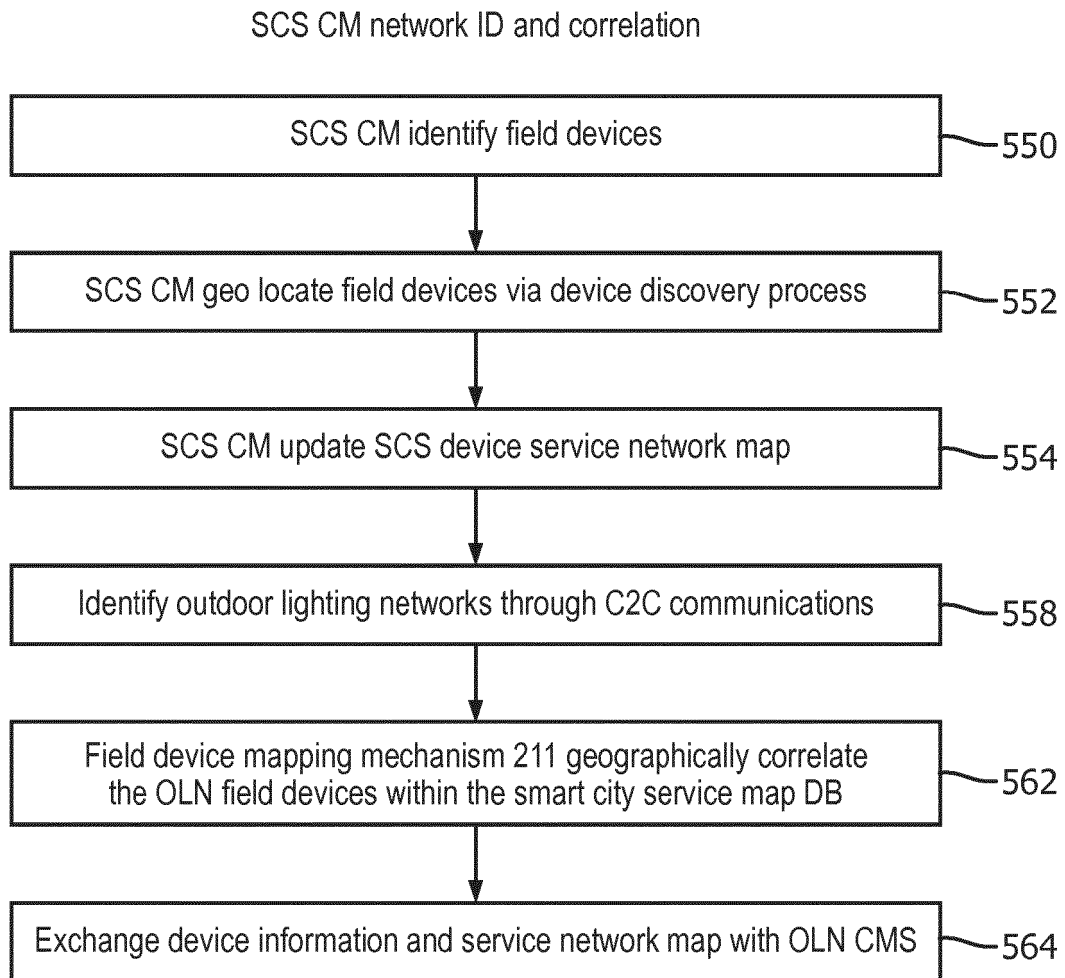 SCS CM network ID and correlation
SCS CM identify field devices
550
SCS CM geo locate field devices via device discovery process
552
SCS CM update SCS device service network map
554
Identify outdoor lighting networks through C2C communications
558
Field device mapping mechanism 211 geographically correlate
the OLN field devices within the smart city service map DB
562
Exchange device information and service network map with OLN CMS
564